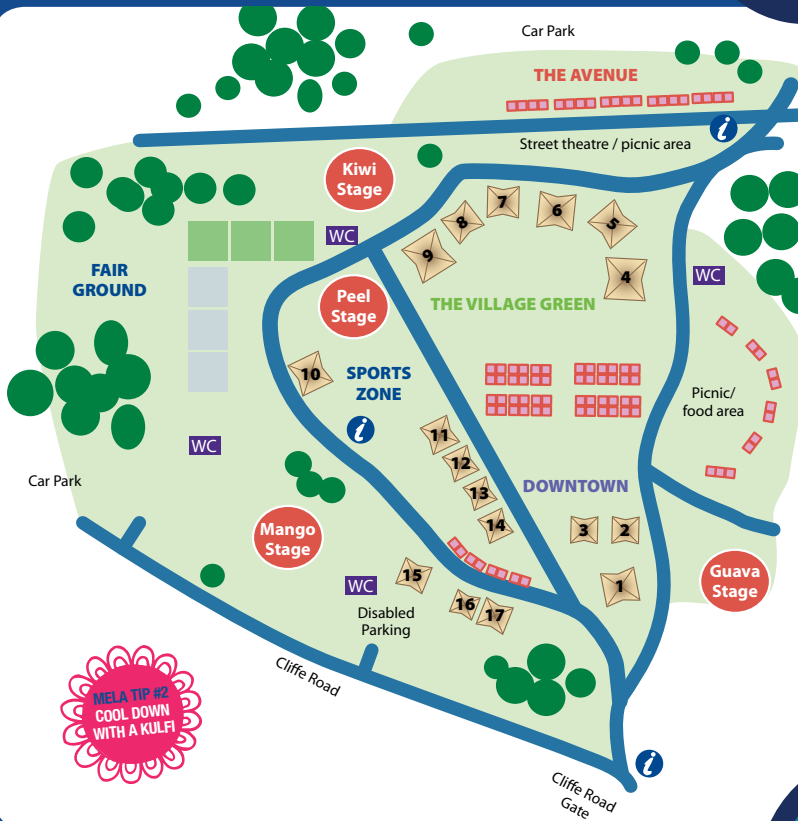 Car Park
THE AVENUE
i
Street theatre / picnic area
Kiwi
Stage
WC
7
6
8
5
9
4
FAIR
GROUND
WC
Peel
Stage
THE VILLAGE GREEN
10
SPORTS
ZONE
Picnic/
food area
i
11
WC
12
Car Park
13
DOWNTOWN
14
3
2
Mango
Stage
Guava
Stage
15
WC
1
16
17
Disabled
Parking
Cliffe Road
MELA TIP #2
COOL DOWN
WITH A KULFI
i
Cliffe Road
Gate